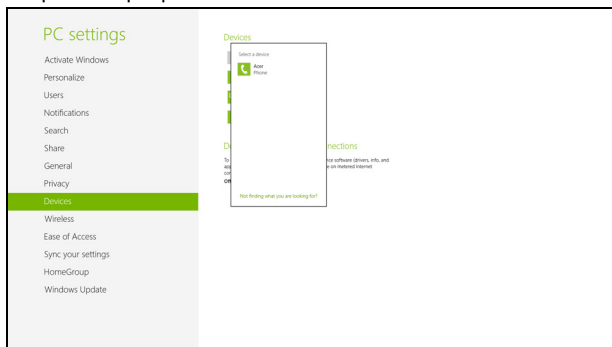 PC settings
Activate Windows
Personalize
Users
Notifications
Search
Share
General
Privacy
Devices
Wireless
Ease of Access
Sync your settings
HomeGroup
Windows Update
Devices
Select a device
Acer
Phone
Not finding what you are looking for?
nections
To
nce software (drivers, info, and
e on metered Internet